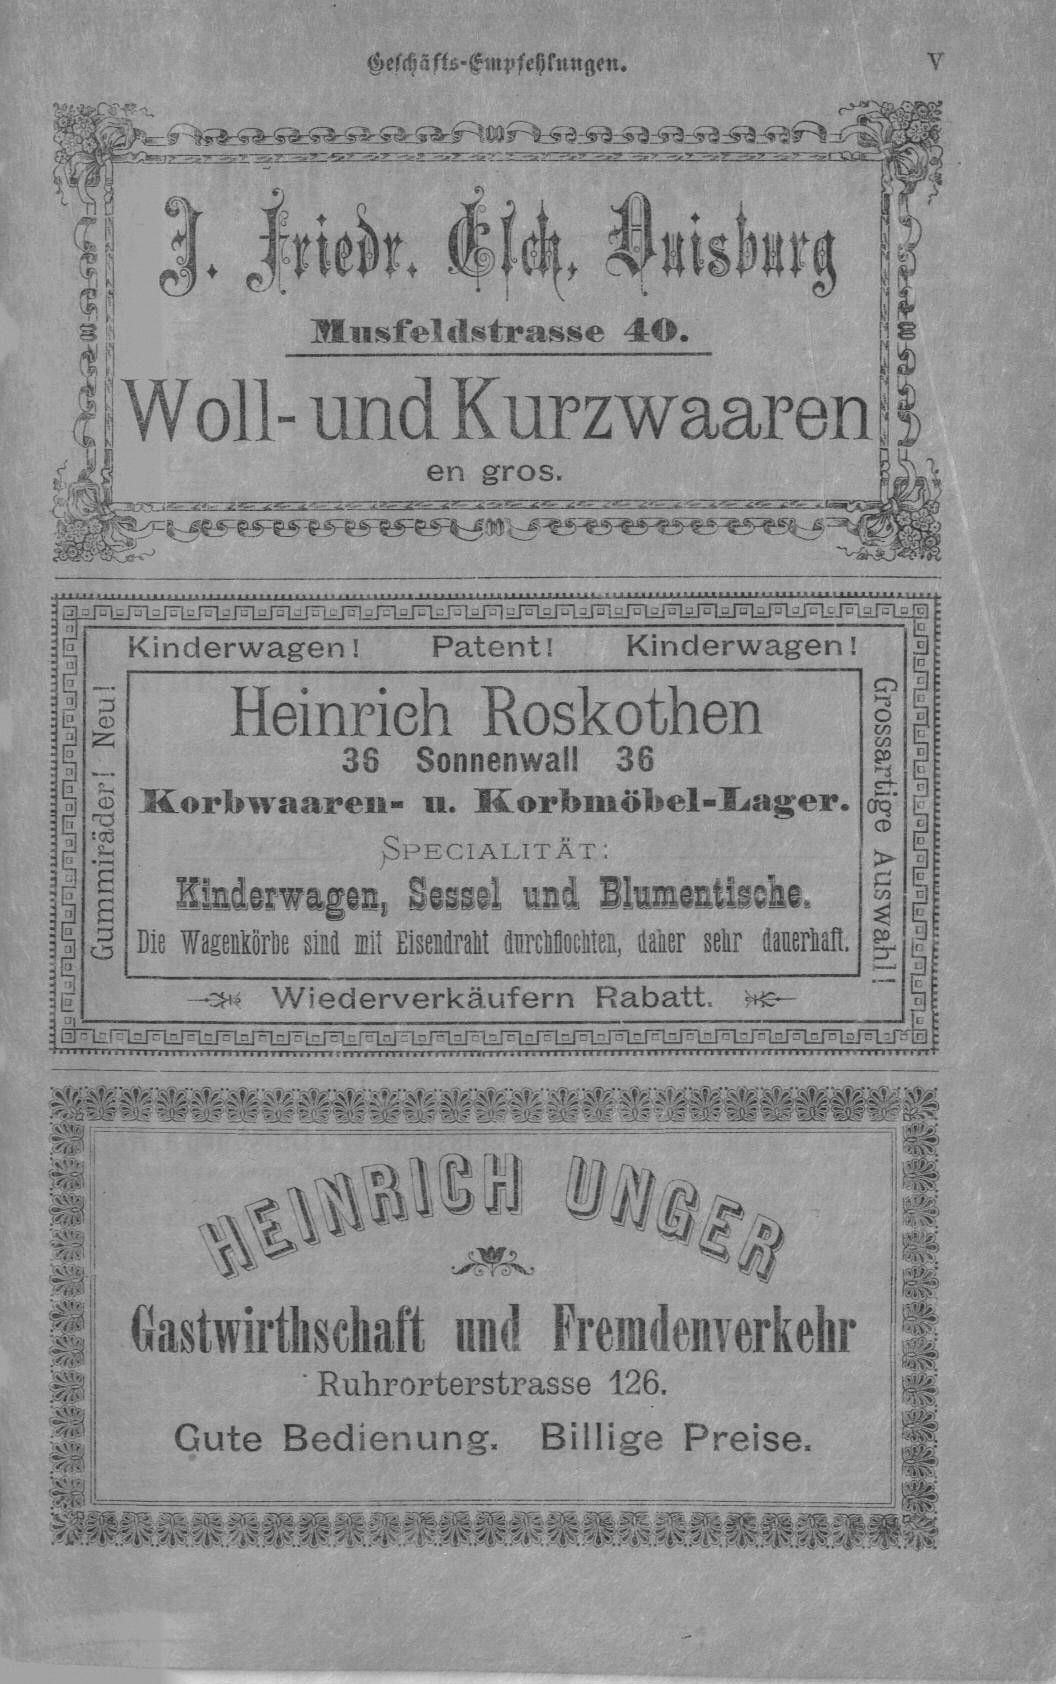 Geschäfts-Empfehlungen. V
J. Friedr. Elsch, Duisburg
Musfeldstrasse 40.
Woll- und Kurzwaaren
en gros.
Kinderwagen! Patent! Kinderwagen!
Gummiräder! Neu!
Heinrich Roskothen
36 Sonnenwall 36
Korbwaaren- u. Korbmöbel-Lager.
SPECIALITÄT:
Kinderwagen, Sessel und Blumentische.
Die Wagenkörbe sind mit Eisendraht durchflochten, daher sehr dauerhaft.
Grossartige Auswahl!
Wiederverkäufern Rabatt.
HEINRICH UNGER
Gastwirthschaft und Fremdenverkehr
Ruhrorterstrasse 126.
Gute Bedienung. Billige Preise.